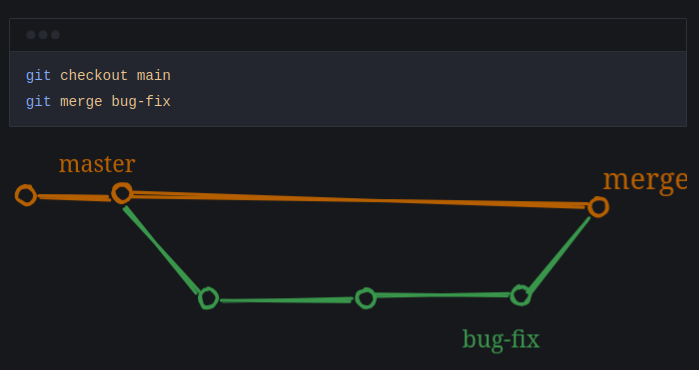 git checkout main
git merge bug-fix
master
merge
bug-fix